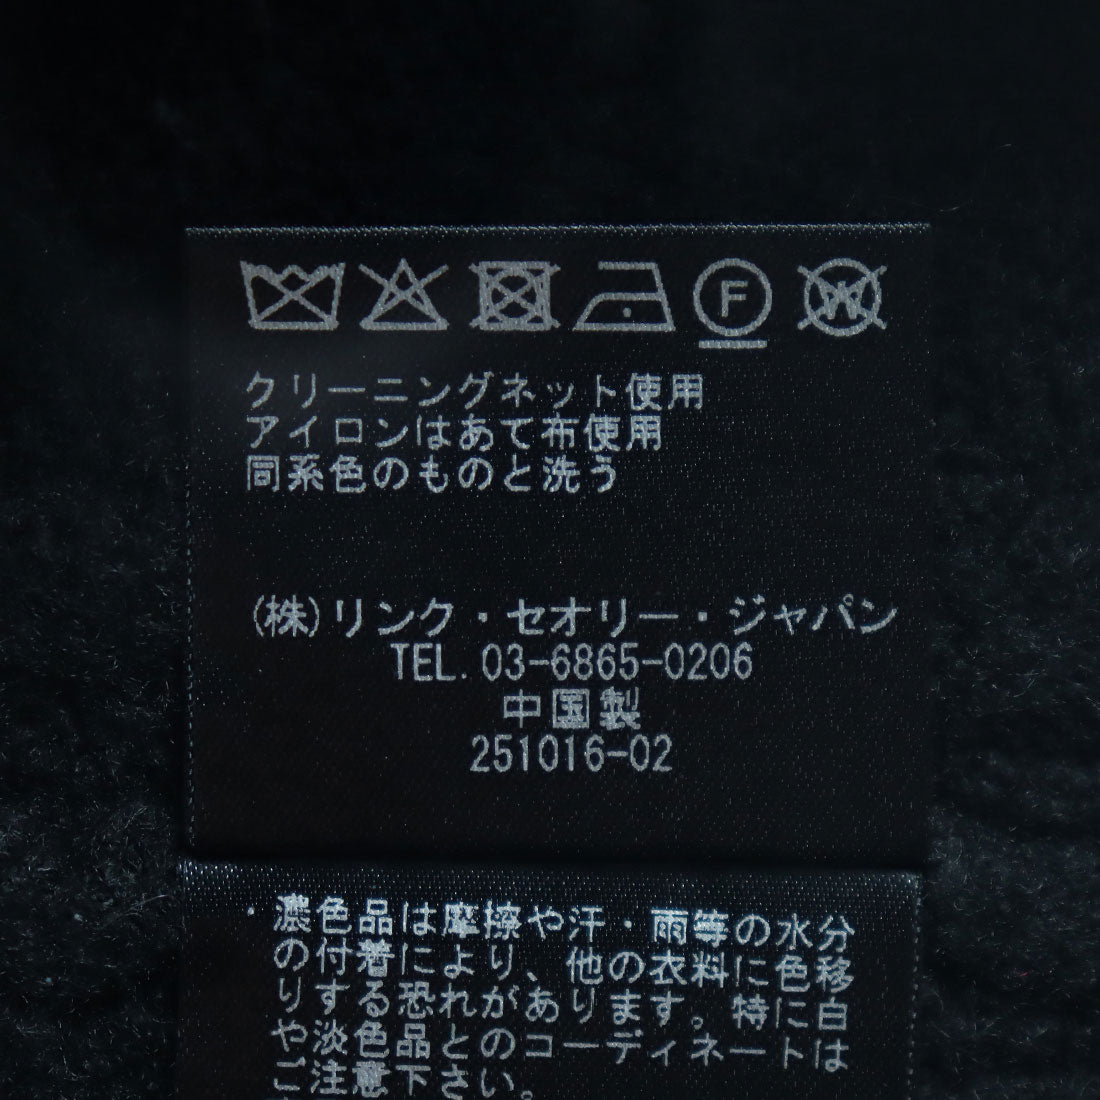 F
W
クリーニングネット使用
アイロンはあて布使用
同系色のものと洗う
(株)リンク・セオリー・ジャパン
TEL. 03-6865-0206
中国製
251016-02
・濃色品は摩擦や汗・雨等の水分
の付着により、他の衣料に色移
りする恐れがあります。特に白
や淡色品とのコーディネートは
ご注意下さい。